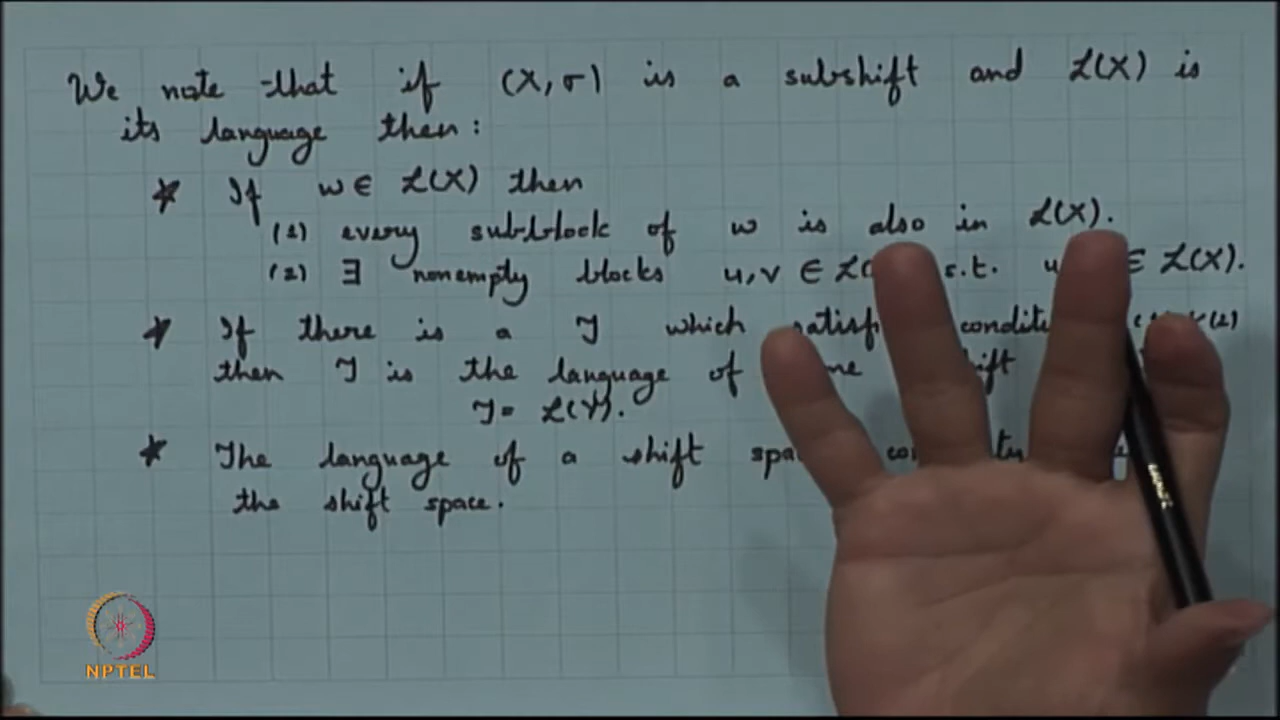 We note that if (X, σ) is a subshift and ℒ(X) is
its language then:
★ If w ∈ ℒ(X) then
(1) every subblock of w is also in ℒ(X).
(2) ∃ nonempty blocks u, v ∈ s.t. ∈ ℒ(X).
★ If there is a ℐ which
then ℐ is the language of
ℐ = ℒ(Y).
★ The language of a shift
the shift space.
NPTEL